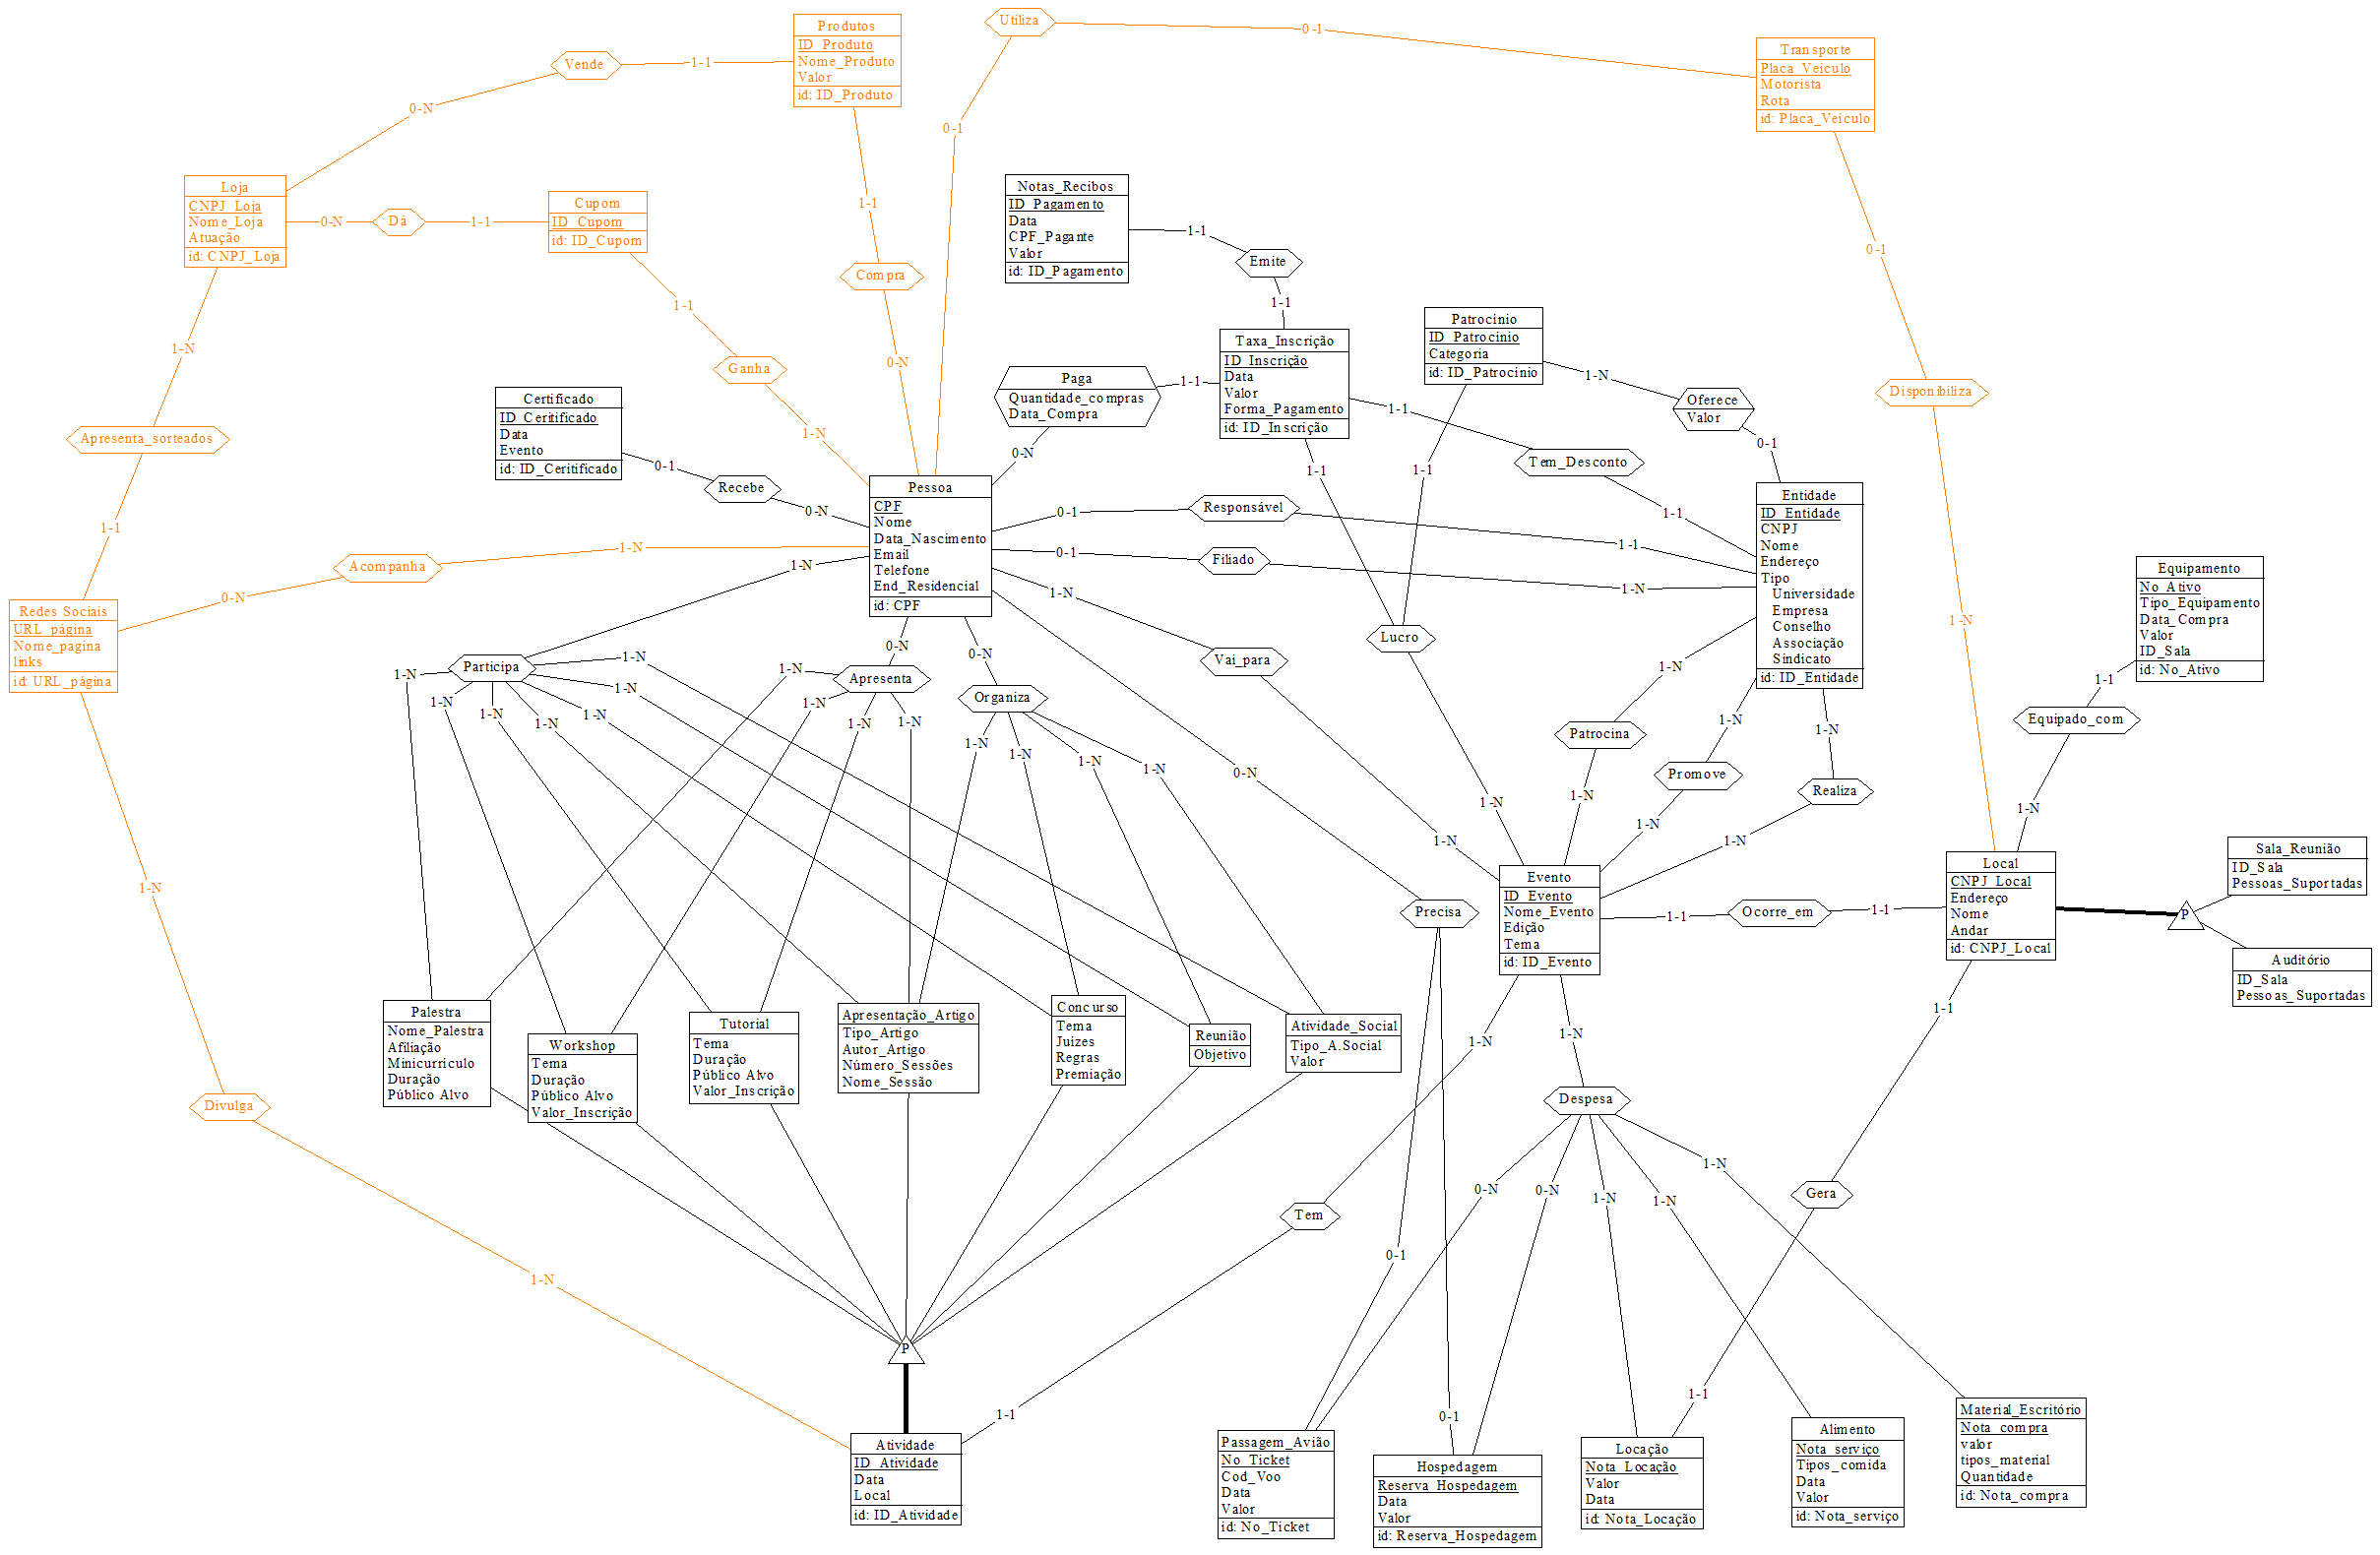 Produtos
ID_Produto
Nome_Produto
Valor
id: ID_Produto
Utiliza
0-1
Transporte
Placa_Veiculo
Motorista
Rota
id: Placa_Veiculo
Vende
1-1
0-N
0-1
Loja
CNPJ_Loja
Nome_Loja
Atuação
id: CNPJ_Loja
0-N
Dá
1-1
Cupom
ID_Cupom
id: ID_Cupom
1-1
Compra
0-N
1-1
Ganha
1-N
Notas_Recibos
ID_Pagamento
Data
CPF_Pagante
Valor
id: ID_Pagamento
1-1
Emite
1-1
0-1
Disponibiliza
1-N
Taxa_Inscrição
ID_Inscrição
Data
Valor
Forma_Pagamento
id: ID_Inscrição
Patrocinio
ID_Patrocinio
Categoria
id: ID_Patrocinio
1-N
Oferece
Valor
0-1
Paga
Quantidade_compras
Data_Compra
1-1
0-N
1-1
Tem_Desconto
1-1
1-1
1-1
Lucro
1-N
1-N
Apresenta_sorteados
1-1
Certificado
ID_Ceritificado
Data
Evento
id: ID_Ceritificado
0-1
Recebe
0-N
Pessoa
CPF
Nome
Data_Nascimento
Email
Telefone
End_Residencial
id: CPF
0-1
Responsável
1-1
0-1
Filiado
1-N
Entidade
ID_Entidade
CNPJ
Nome
Endereço
Tipo
Universidade
Empresa
Conselho
Associação
Sindicato
id: ID_Entidade
Equipamento
No_Ativo
Tipo_Equipamento
Data_Compra
Valor
ID_Sala
id: No_Ativo
1-1
Equipado_com
1-N
Redes Sociais
URL_página
Nome_pagina
links
id: URL_página
0-N
Acompanha
1-N
1-N
Participa
1-N
1-N
1-N
1-N
1-N
1-N
1-N
0-N
Apresenta
1-N
1-N
1-N
1-N
0-N
Organiza
1-N
1-N
1-N
1-N
1-N
Vai_para
1-N
0-N
Precisa
0-1
0-1
1-N
Patrocina
1-N
1-N
Promove
1-N
1-N
Realiza
1-N
Evento
ID_Evento
Nome_Evento
Edição
Tema
id: ID_Evento
1-1
Ocorre_em
1-1
Local
CNPJ_Local
Endereço
Nome
Andar
id: CNPJ_Local
P
Sala_Reunião
ID_Sala
Pessoas_Suportadas
Auditório
ID_Sala
Pessoas_Suportadas
1-N
Divulga
1-N
Palestra
Nome_Palestra
Afiliação
Minicurriculo
Duração
Público Alvo
Workshop
Tema
Duração
Público Alvo
Valor_Inscrição
Tutorial
Tema
Duração
Público Alvo
Valor_Inscrição
Apresentação_Artigo
Tipo_Artigo
Autor_Artigo
Número_Sessões
Nome_Sessão
Concurso
Tema
Juizes
Regras
Premiação
Reunião
Objetivo
Atividade_Social
Tipo_A.Social
Valor
1-N
Tem
1-1
1-N
Despesa
0-N
0-N
1-N
1-N
1-N
1-1
Gera
1-1
P
Atividade
ID_Atividade
Data
Local
id: ID_Atividade
Passagem_Avião
No_Ticket
Cod_Voo
Data
Valor
id: No_Ticket
Hospedagem
Reserva_Hospedagem
Data
Valor
id: Reserva_Hospedagem
Locação
Nota_Locação
Valor
Data
id: Nota_Locação
Alimento
Nota_serviço
Tipos_comida
Data
Valor
id: Nota_serviço
Material_Escritório
Nota_compra
valor
tipos_material
Quantidade
id: Nota_compra